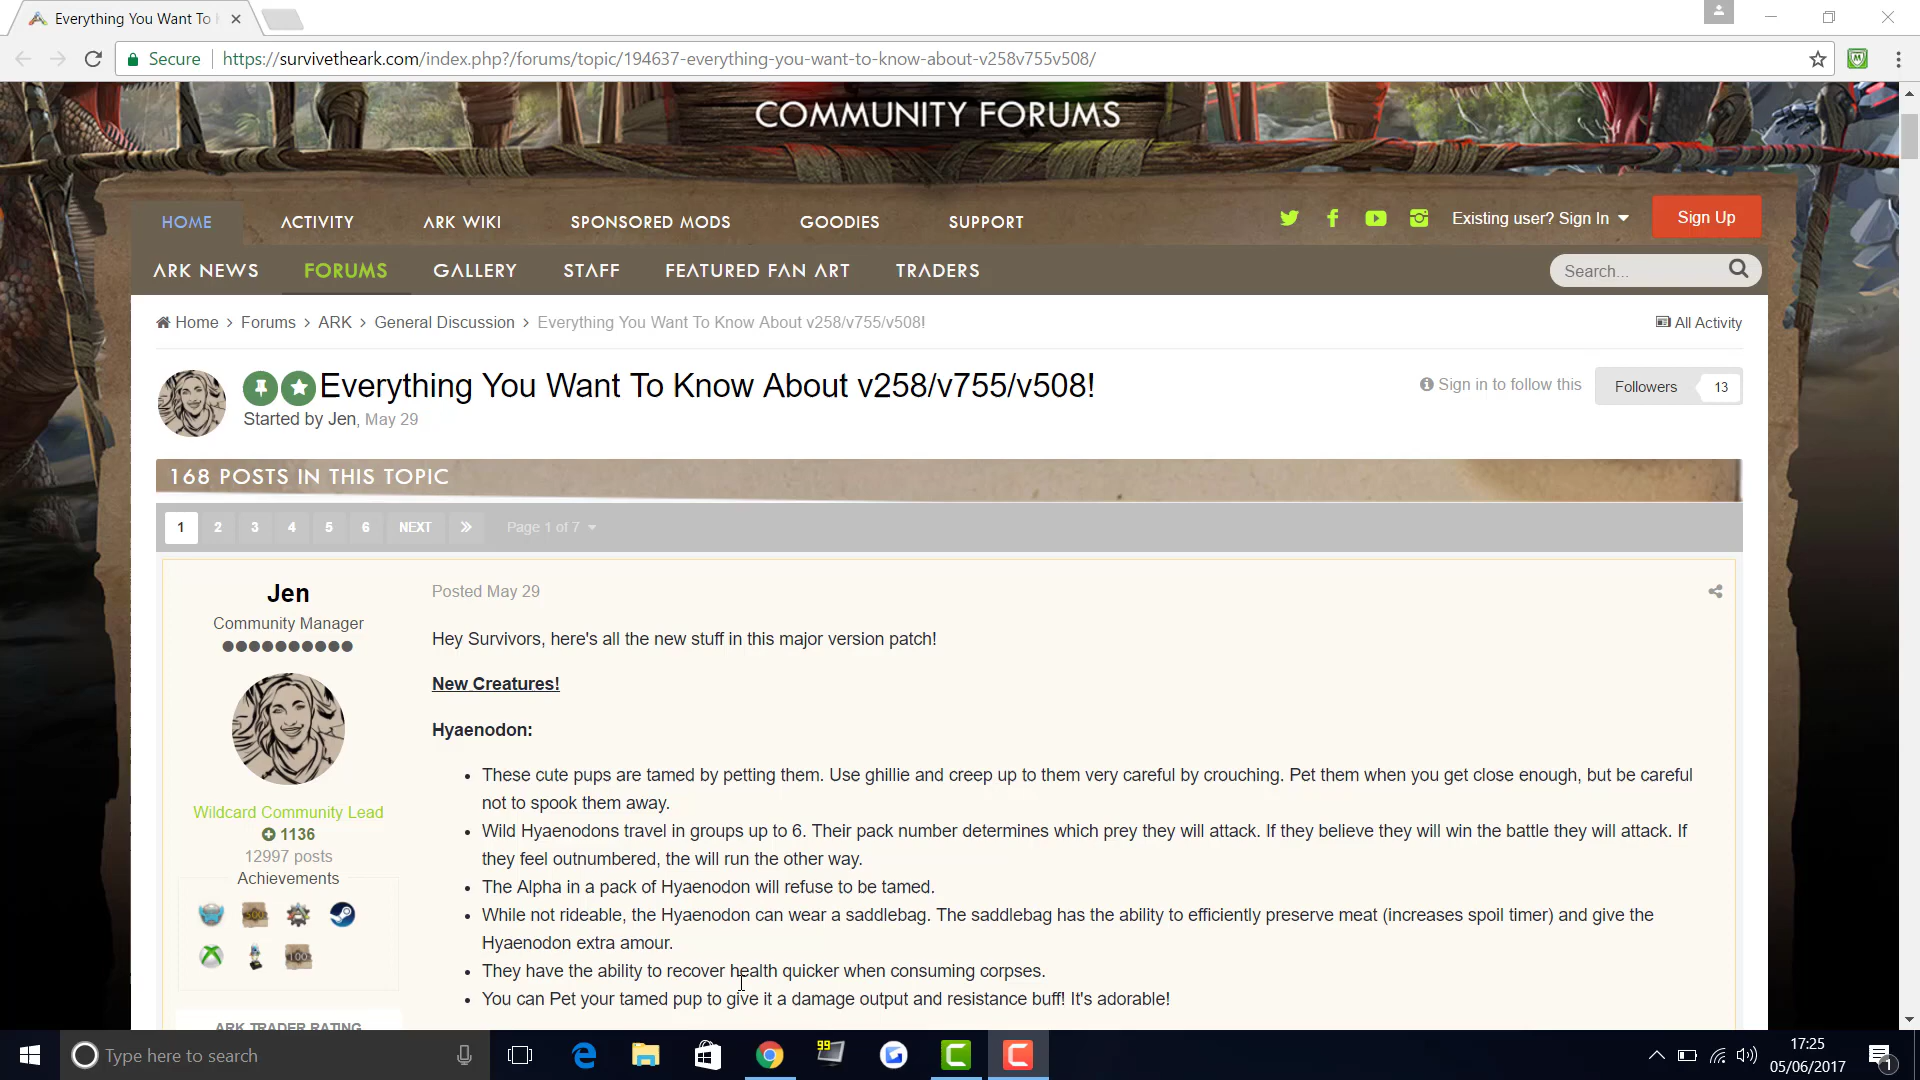 Everything You Want To
Secure
https://survivetheark.com/index.php?/forums/topic/194637-everything-you-want-to-know-about-v258v755v508/
COMMUNITY FORUMS
HOME ACTIVITY ARK WIKI SPONSORED MODS GOODIES SUPPORT
Existing user? Sign In
Sign Up
ARK NEWS FORUMS GALLERY STAFF FEATURED FAN ART TRADERS
Search...
Home > Forums > ARK > General Discussion > Everything You Want To Know About v258/v755/v508!
All Activity
Everything You Want To Know About v258/v755/v508!
Started by Jen, May 29
Sign in to follow this
Followers 13
168 POSTS IN THIS TOPIC
1 2 3 4 5 6 NEXT Page 1 of 7
Jen
Community Manager
Wildcard Community Lead
1136
12997 posts
Achievements
500
100
ARK TRADER RATING
Posted May 29
Hey Survivors, here's all the new stuff in this major version patch!
New Creatures!
Hyaenodon:
• These cute pups are tamed by petting them. Use ghillie and creep up to them very careful by crouching. Pet them when you get close enough, but be careful
not to spook them away.
• Wild Hyaenodons travel in groups up to 6. Their pack number determines which prey they will attack. If they believe they will win the battle they will attack. If
they feel outnumbered, the will run the other way.
• The Alpha in a pack of Hyaenodon will refuse to be tamed.
• While not rideable, the Hyaenodon can wear a saddlebag. The saddlebag has the ability to efficiently preserve meat (increases spoil timer) and give the
Hyaenodon extra amour.
• They have the ability to recover health quicker when consuming corpses.
• You can Pet your tamed pup to give it a damage output and resistance buff! It's adorable!
Type here to search
99
17:25
05/06/2017
1